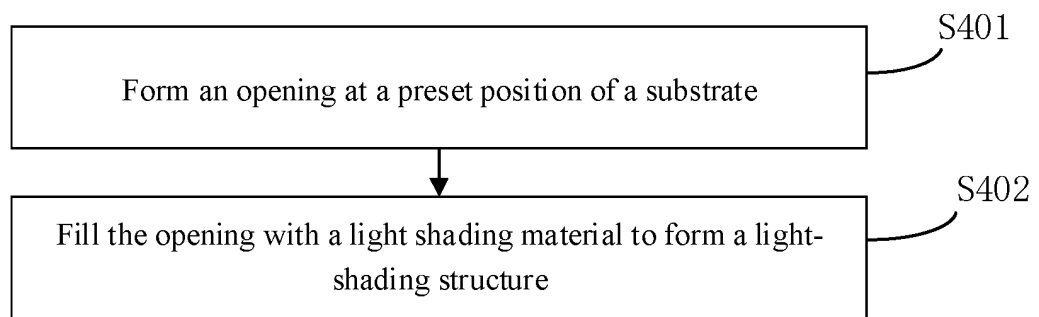 S401
Form an opening at a preset position of a substrate
S402
Fill the opening with a light shading material to form a light-
shading structure